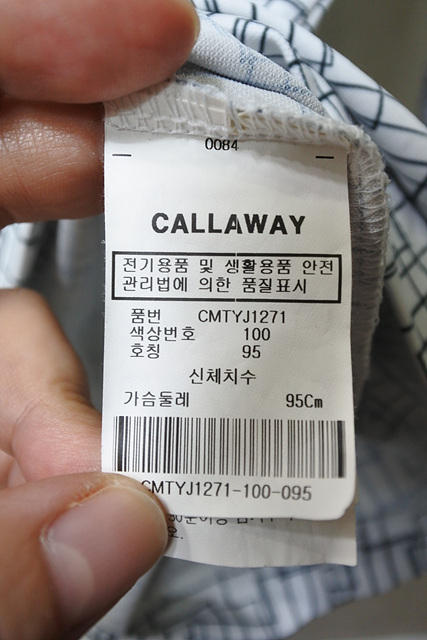 0084
CALLAWAY
전기용품 및 생활용품 안전
관리법에 의한 품질표시
품번 CMTYJ1271
색상번호 100
호칭 95
신체치수
가슴둘레 95Cm
CMTYJ1271-100-095